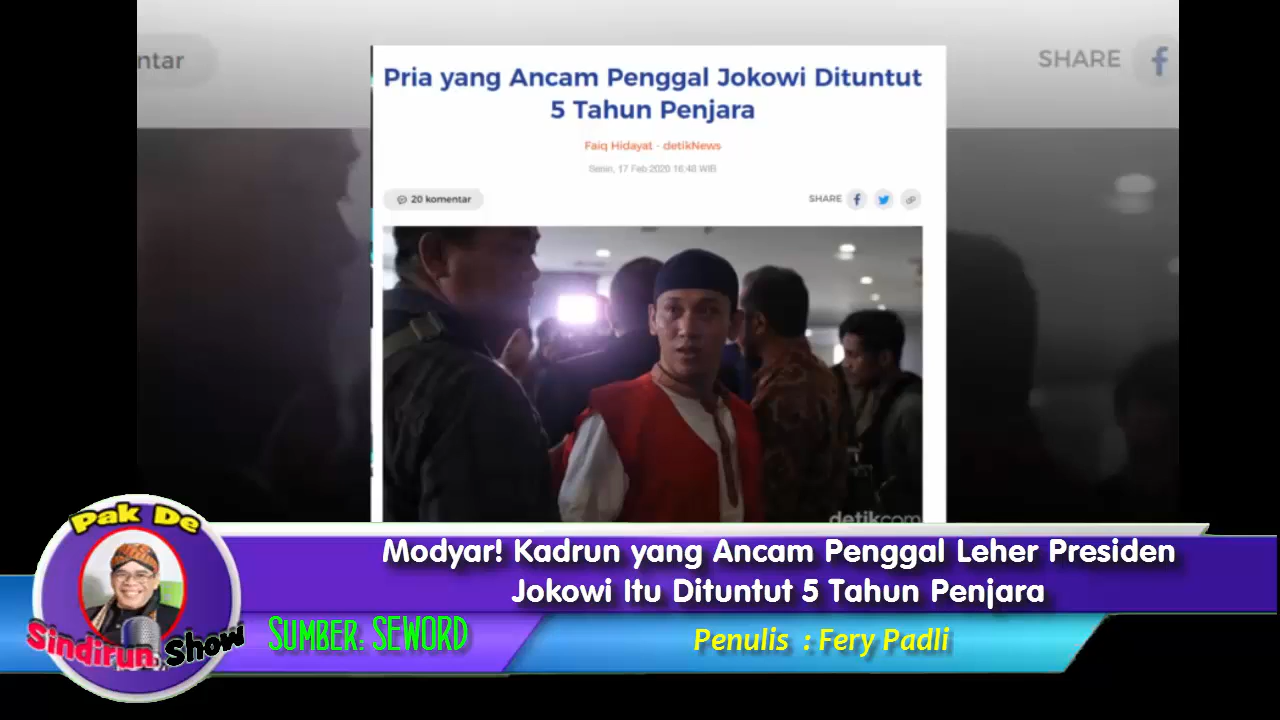 ntar
SHARE
Pria yang Ancam Penggal Jokowi Dituntut
5 Tahun Penjara
Faiq Hidayat - detikNews
Senin, 17 Feb 2020 16:48 WIB
20 komentar
SHARE
detikcom
Pak De
Sindirun Show
Modyar! Kadrun yang Ancam Penggal Leher Presiden
Jokowi Itu Dituntut 5 Tahun Penjara
SUMBER: SEWORD
Penulis : Fery Padli